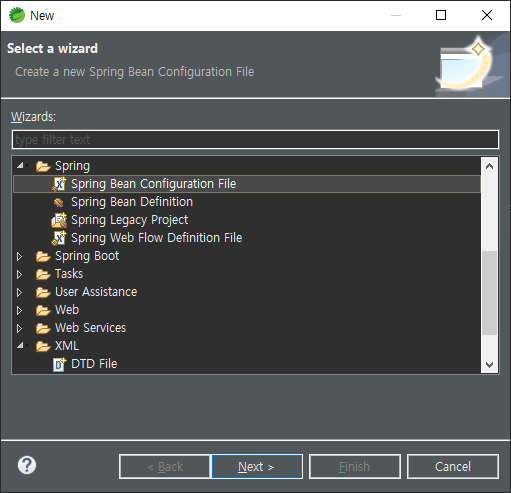 New
Select a wizard
Create a new Spring Bean Configuration File
Wizards:
type filter text
Spring
Spring Bean Configuration File
Spring Bean Definition
Spring Legacy Project
Spring Web Flow Definition File
Spring Boot
Tasks
User Assistance
Web
Web Services
XML
DTD File
< Back Next > Finish Cancel